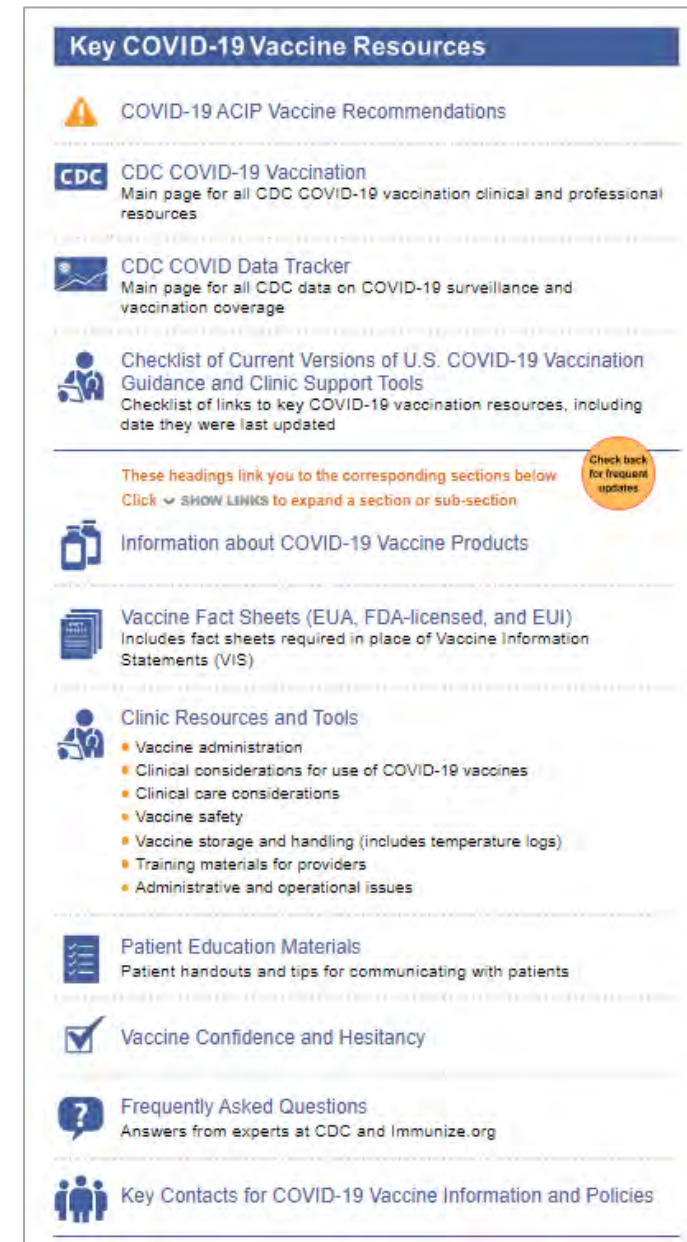 Key COVID-19 Vaccine Resources
COVID-19 ACIP Vaccine Recommendations
CDC
CDC COVID-19 Vaccination
Main page for all CDC COVID-19 vaccination clinical and professional
resources
CDC COVID Data Tracker
Main page for all CDC data on COVID-19 surveillance and
vaccination coverage
Checklist of Current Versions of U.S. COVID-19 Vaccination
Guidance and Clinic Support Tools
Checklist of links to key COVID-19 vaccination resources, including
date they were last updated
These headings link you to the corresponding sections below
Click SHOW LINKS to expand a section or sub-section
Check back
for frequent
updates
Information about COVID-19 Vaccine Products
Vaccine Fact Sheets (EUA, FDA-licensed, and EUI)
Includes fact sheets required in place of Vaccine Information
Statements (VIS)
Clinic Resources and Tools
• Vaccine administration
• Clinical considerations for use of COVID-19 vaccines
• Clinical care considerations
• Vaccine safety
• Vaccine storage and handling (includes temperature logs)
• Training materials for providers
• Administrative and operational issues
Patient Education Materials
Patient handouts and tips for communicating with patients
Vaccine Confidence and Hesitancy
Frequently Asked Questions
Answers from experts at CDC and Immunize.org
Key Contacts for COVID-19 Vaccine Information and Policies